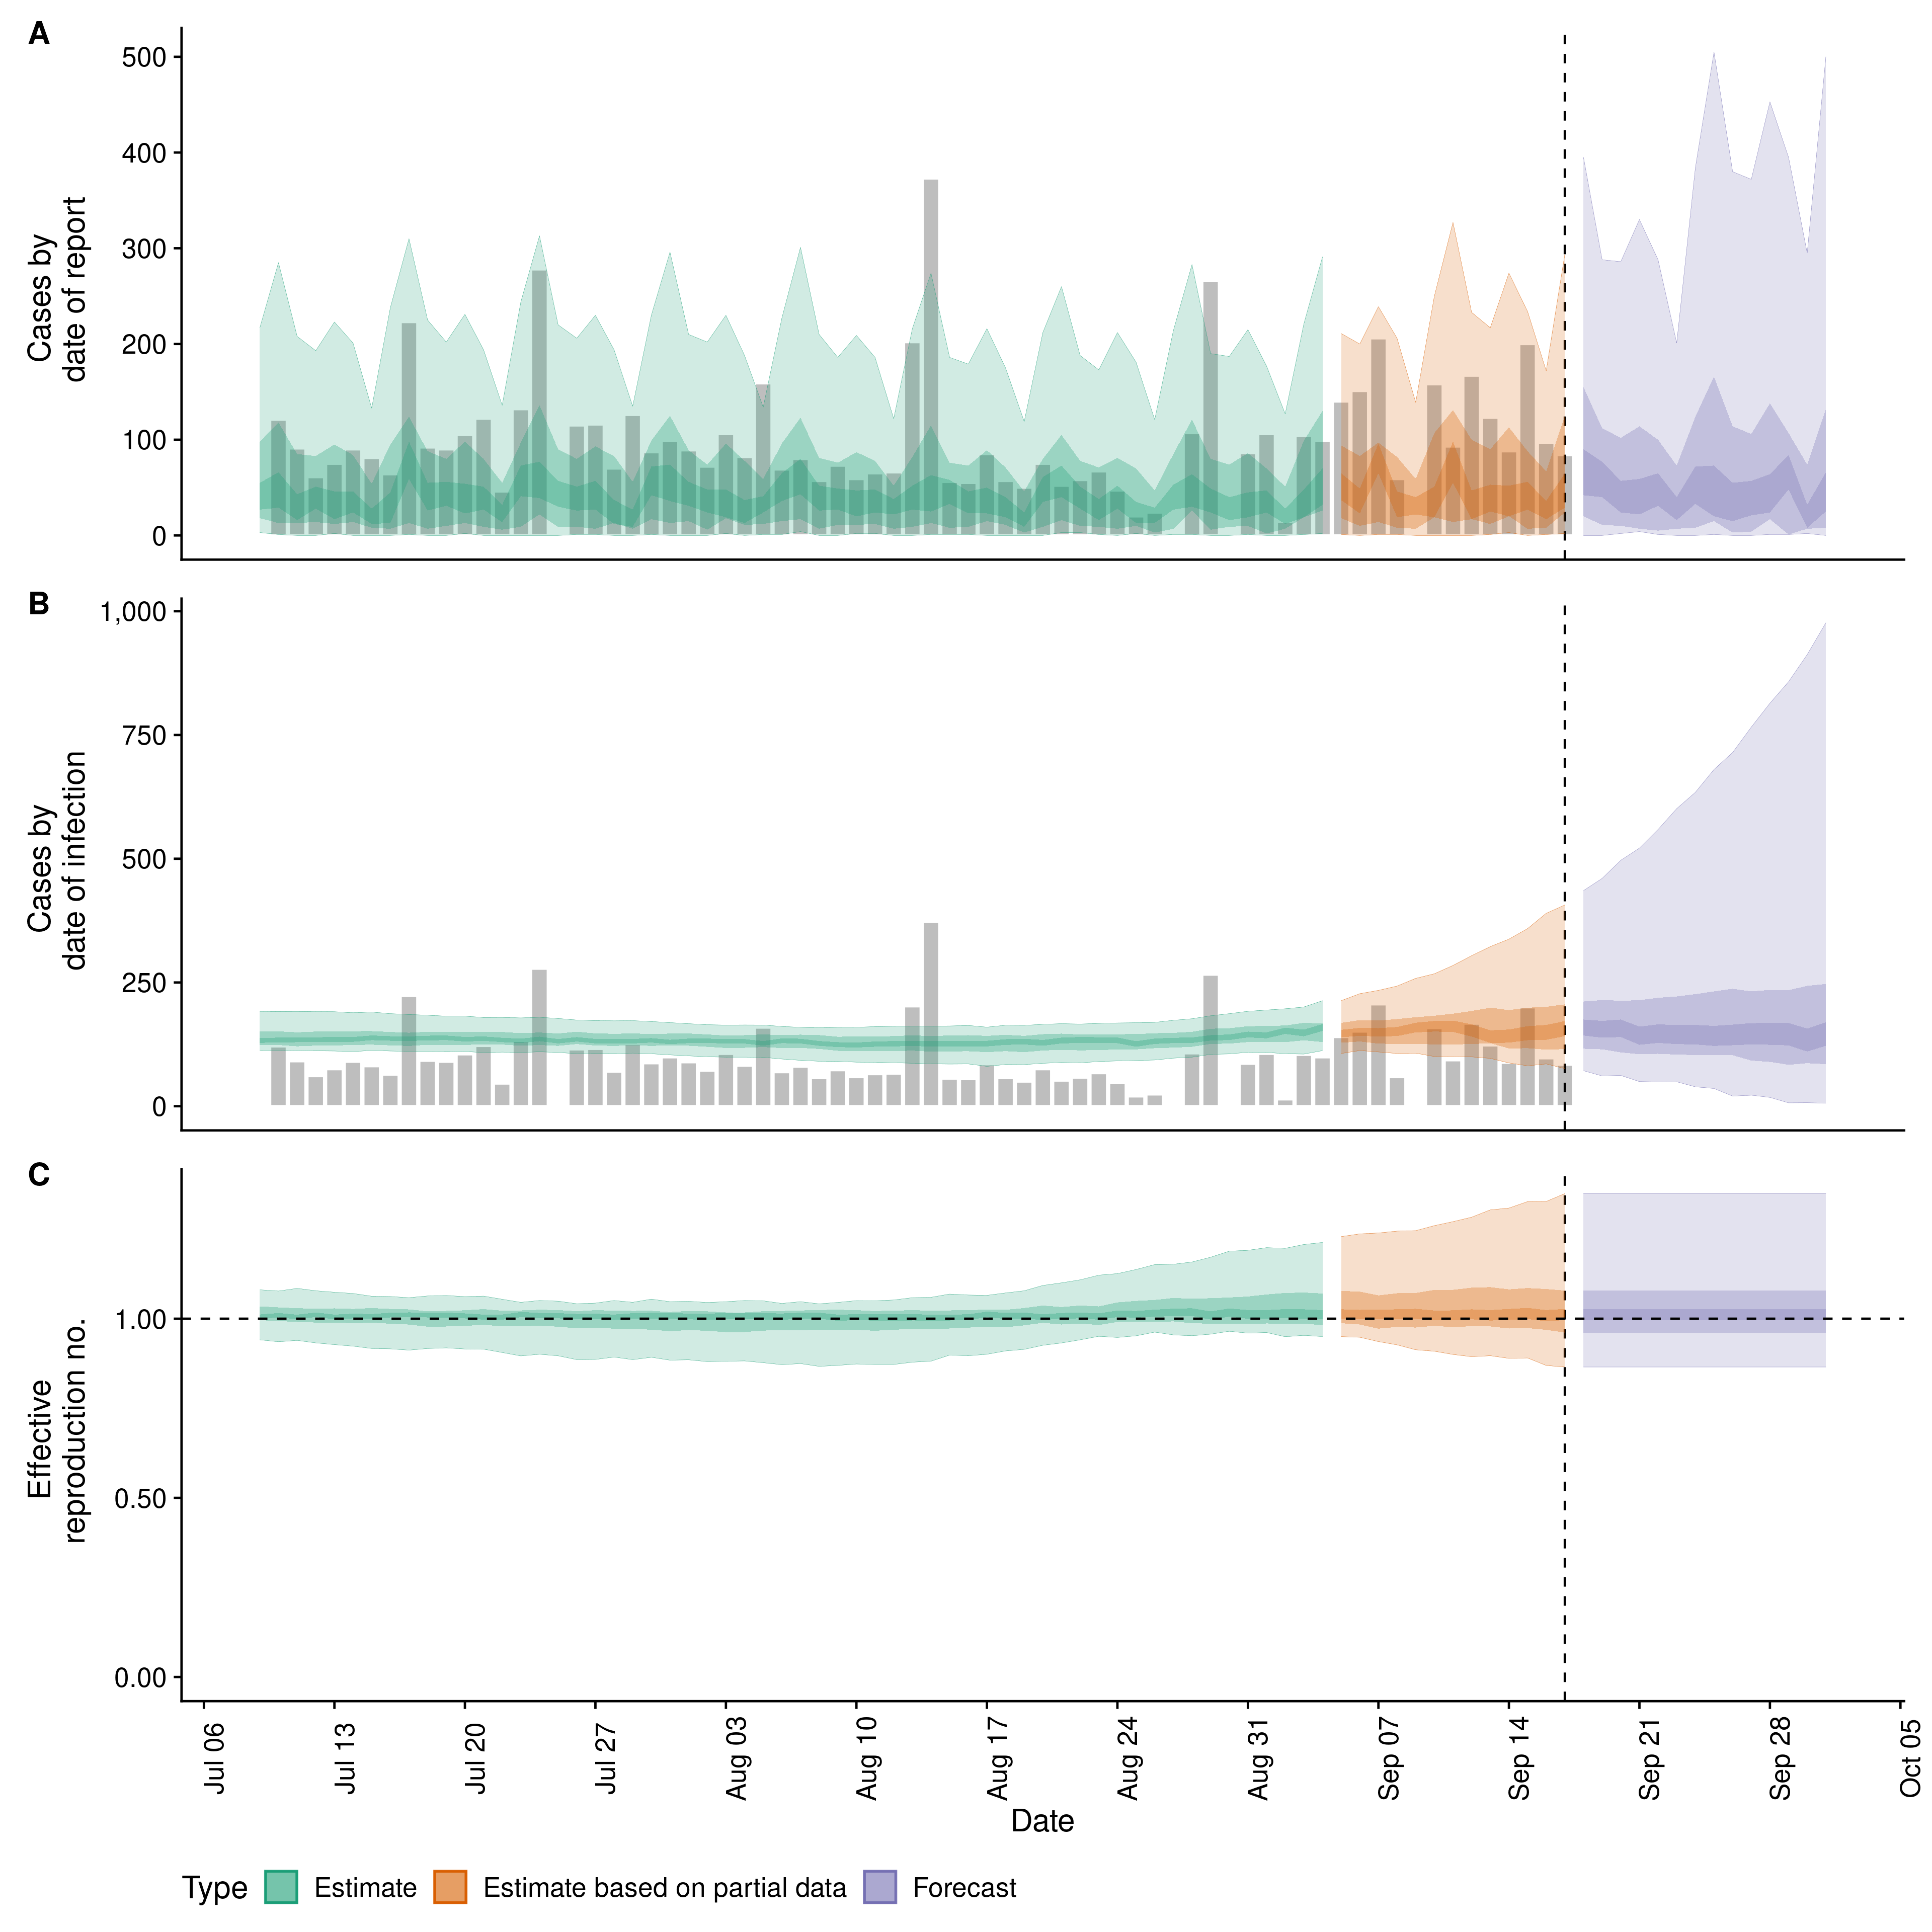 A
500
400
300
200
100
0
Cases by
date of report
B
1,000
750
500
250
0
Cases by
date of infection
C
1.00
0.50
0.00
Effective
reproduction no.
Jul 06
Jul 13
Jul 20
Jul 27
Aug 03
Aug 10
Aug 17
Aug 24
Aug 31
Sep 07
Sep 14
Sep 21
Sep 28
Oct 05
Date
Type Estimate Estimate based on partial data Forecast